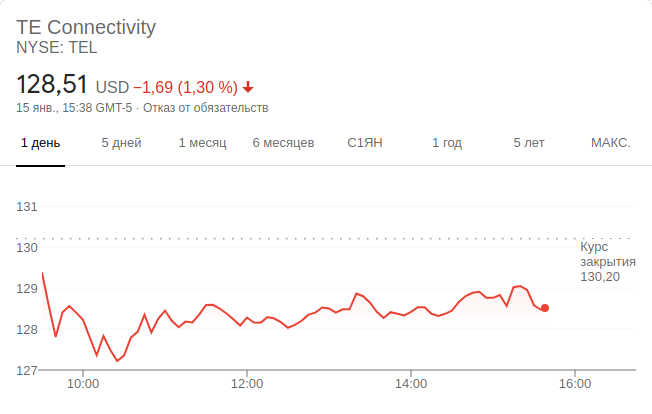 TE Connectivity
NYSE: TEL
128,51 USD −1,69 (1,30 %)
15 янв., 15:38 GMT-5 · Отказ от обязательств
1 день 5 дней 1 месяц 6 месяцев С1ЯН 1 год 5 лет МАКС.
131
130
129
128
127
Курс
закрытия
130,20
10:00 12:00 14:00 16:00